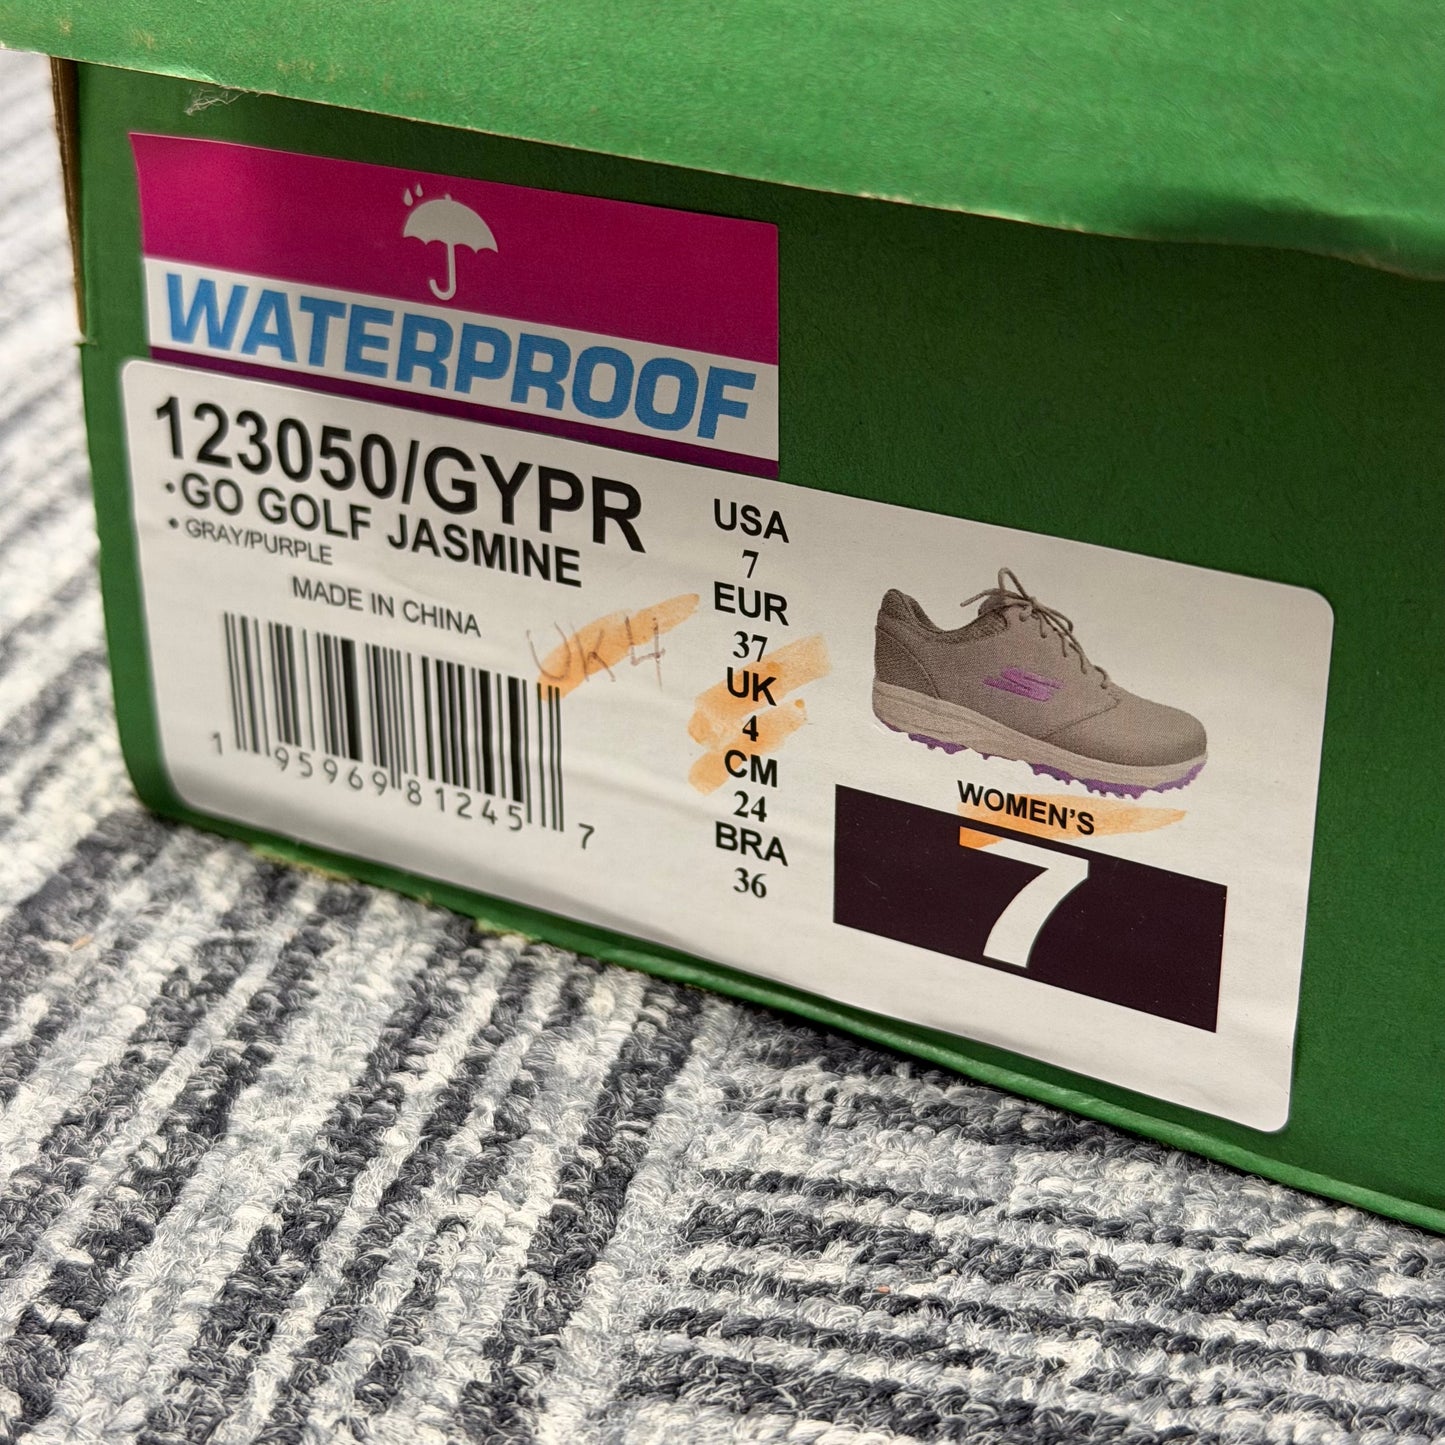 WATERPROOF
123050/GYPR
•GO GOLF JASMINE
• GRAY/PURPLE
MADE IN CHINA
UK4
1 95969 81245 7
USA
7
EUR
37
UK
4
CM
24
BRA
36
WOMEN'S
7